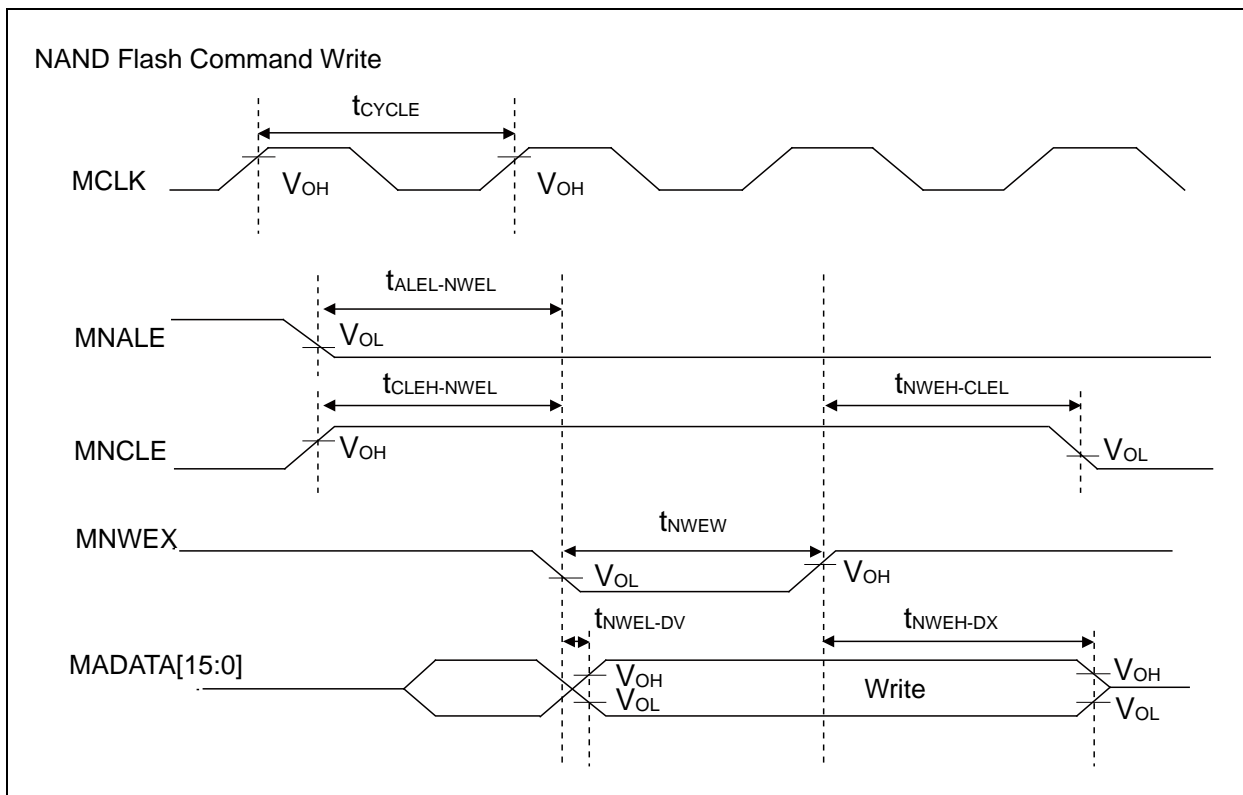 NAND Flash Command Write
tCYCLE
MCLK
VOH
VOH
tALEL-NWEL
MNALE
VOL
tCLEH-NWEL
tNWEH-CLEL
MNCLE
VOH
VOL
tNWEW
MNWEX
VOL
VOH
tNWEL-DV
tNWEH-DX
MADATA[15:0]
VOH
VOL
Write
VOH
VOL